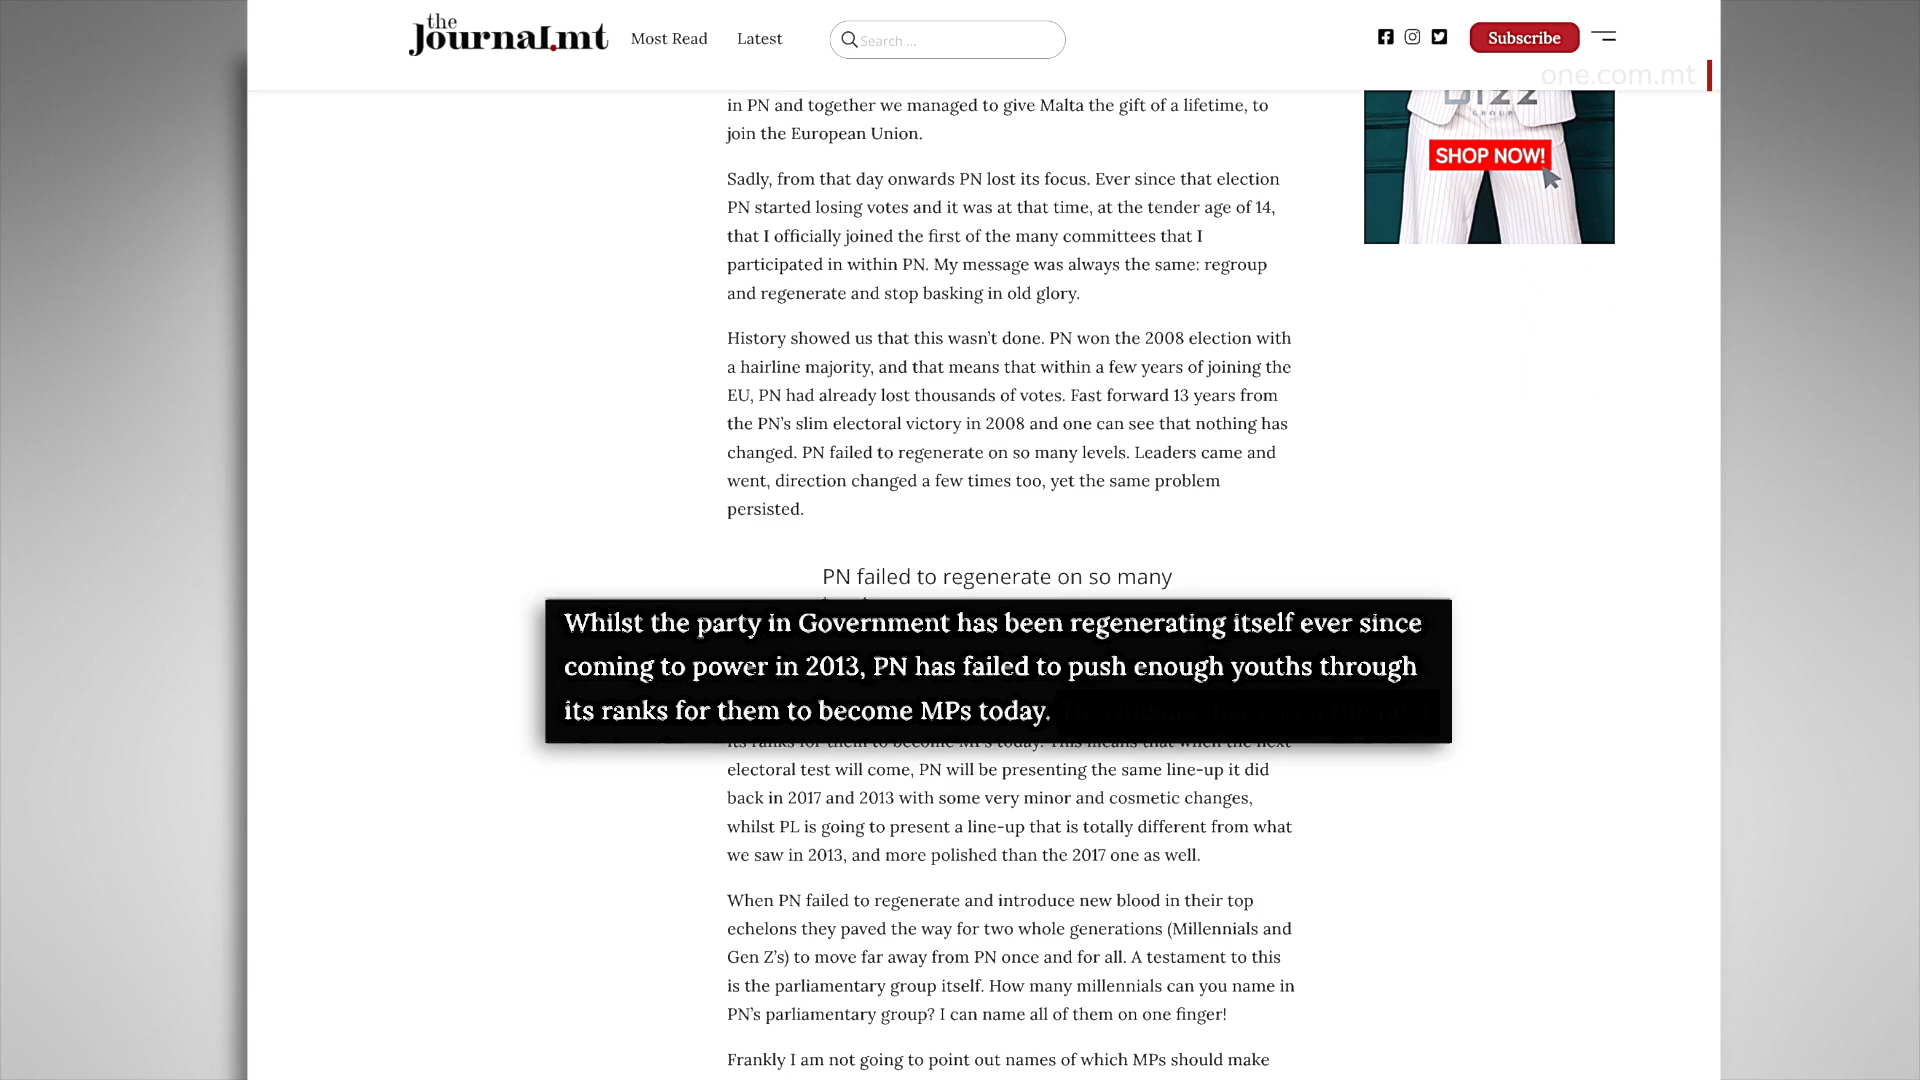 the
Journal.mt
Most Read
Latest
Search ...
Subscribe
one.com.mt
in PN and together we managed to give Malta the gift of a lifetime, to
join the European Union.
GROUP
SHOP NOW!
Sadly, from that day onwards PN lost its focus. Ever since that election
PN started losing votes and it was at that time, at the tender age of 14,
that I officially joined the first of the many committees that I
participated in within PN. My message was always the same: regroup
and regenerate and stop basking in old glory.
History showed us that this wasn’t done. PN won the 2008 election with
a hairline majority, and that means that within a few years of joining the
EU, PN had already lost thousands of votes. Fast forward 13 years from
the PN’s slim electoral victory in 2008 and one can see that nothing has
changed. PN failed to regenerate on so many levels. Leaders came and
went, direction changed a few times too, yet the same problem
persisted.
PN failed to regenerate on so many
Whilst the party in Government has been regenerating itself ever since
coming to power in 2013, PN has failed to push enough youths through
its ranks for them to become MPs today.
its ranks for them to become MPs today. This means that when the next
electoral test will come, PN will be presenting the same line-up it did
back in 2017 and 2013 with some very minor and cosmetic changes,
whilst PL is going to present a line-up that is totally different from what
we saw in 2013, and more polished than the 2017 one as well.
When PN failed to regenerate and introduce new blood in their top
echelons they paved the way for two whole generations (Millennials and
Gen Z’s) to move far away from PN once and for all. A testament to this
is the parliamentary group itself. How many millennials can you name in
PN’s parliamentary group? I can name all of them on one finger!
Frankly I am not going to point out names of which MPs should make